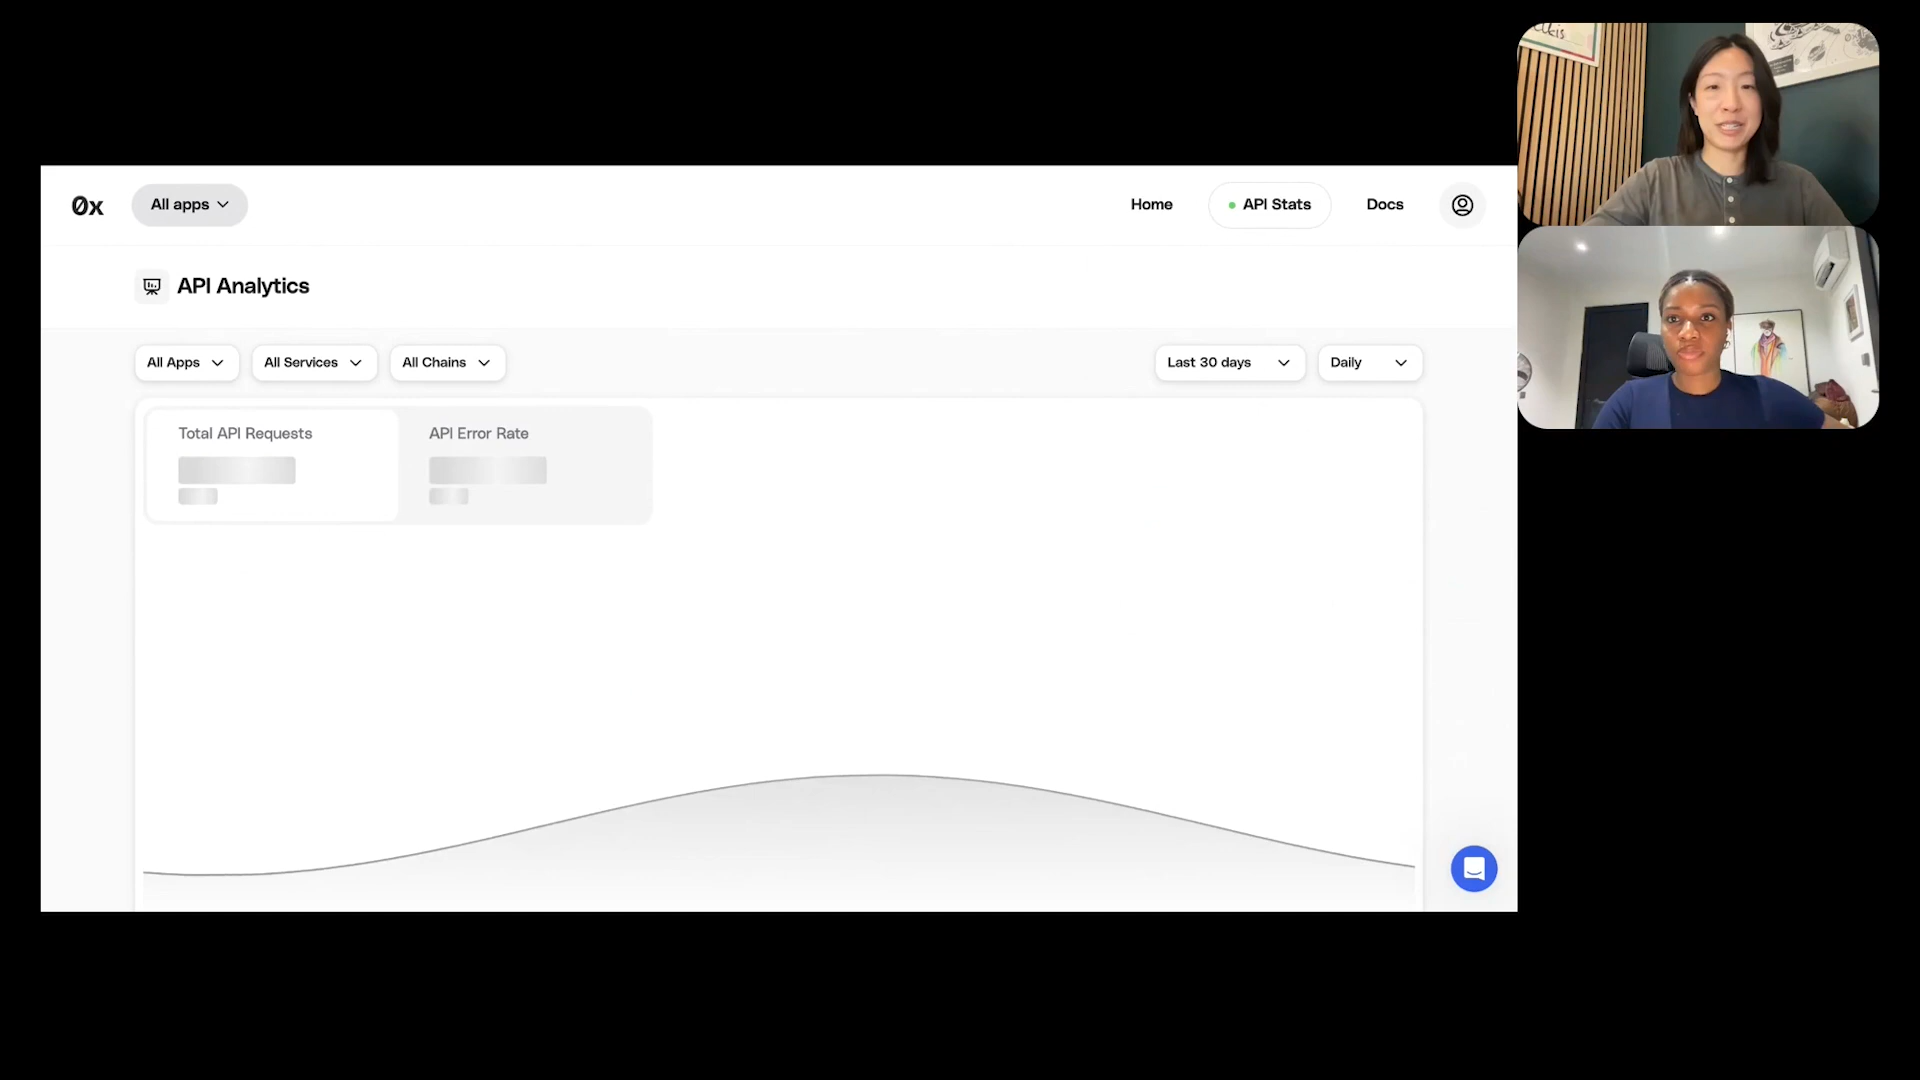 0x
All apps
Home
API Stats
Docs
API Analytics
All Apps
All Services
All Chains
Last 30 days
Daily
Total API Requests
API Error Rate